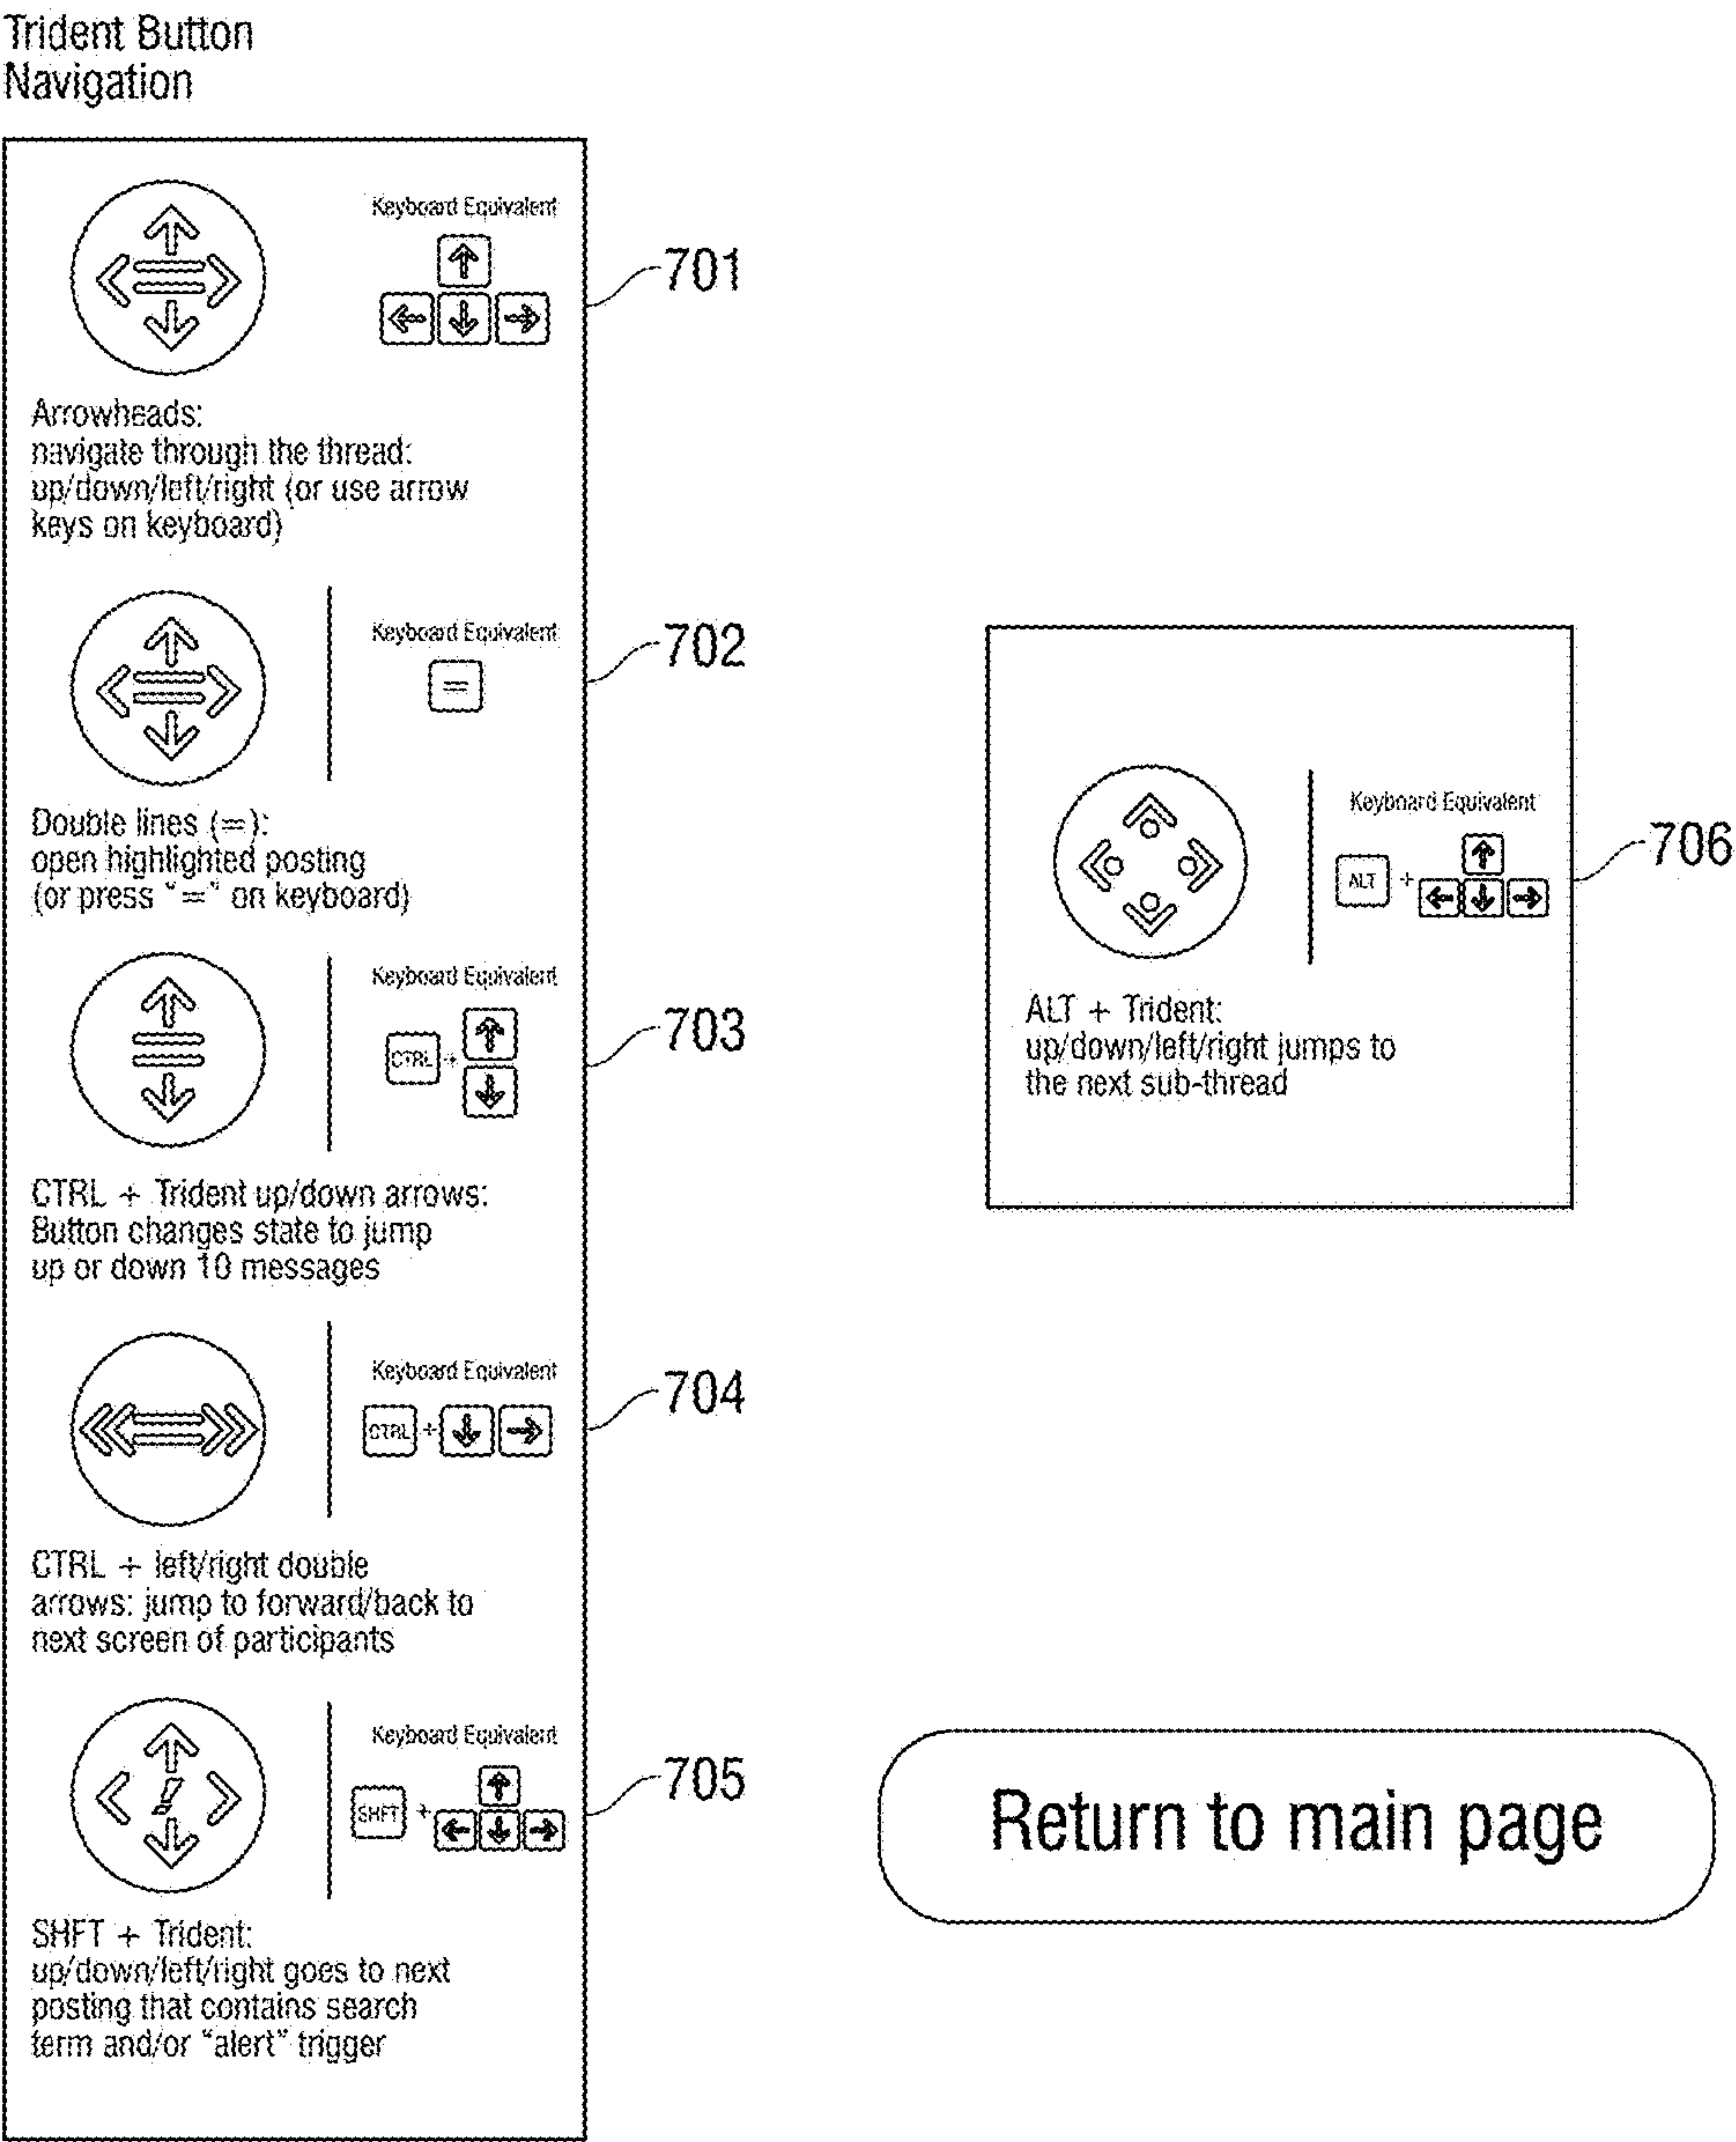 Trident Button
Navigation
Keyboard Equivalent
701
Arrowheads:
navigate through the thread:
up/down/left/right (or use arrow
keys on keyboard)
Keyboard Equivalent
=
702
Double lines (=):
open highlighted posting
(or press "=" on keyboard)
Keyboard Equivalent
CTRL +
703
CTRL + Trident up/down arrows:
Button changes state to jump
up or down 10 messages
Keyboard Equivalent
CTRL +
704
CTRL + left/right double
arrows: jump to forward/back to
next screen of participants
Keyboard Equivalent
SHFT +
705
SHFT + Trident:
up/down/left/right goes to next
posting that contains search
term and/or "alert" trigger
Keyboard Equivalent
ALT +
706
ALT + Trident:
up/down/left/right jumps to
the next sub-thread
Return to main page